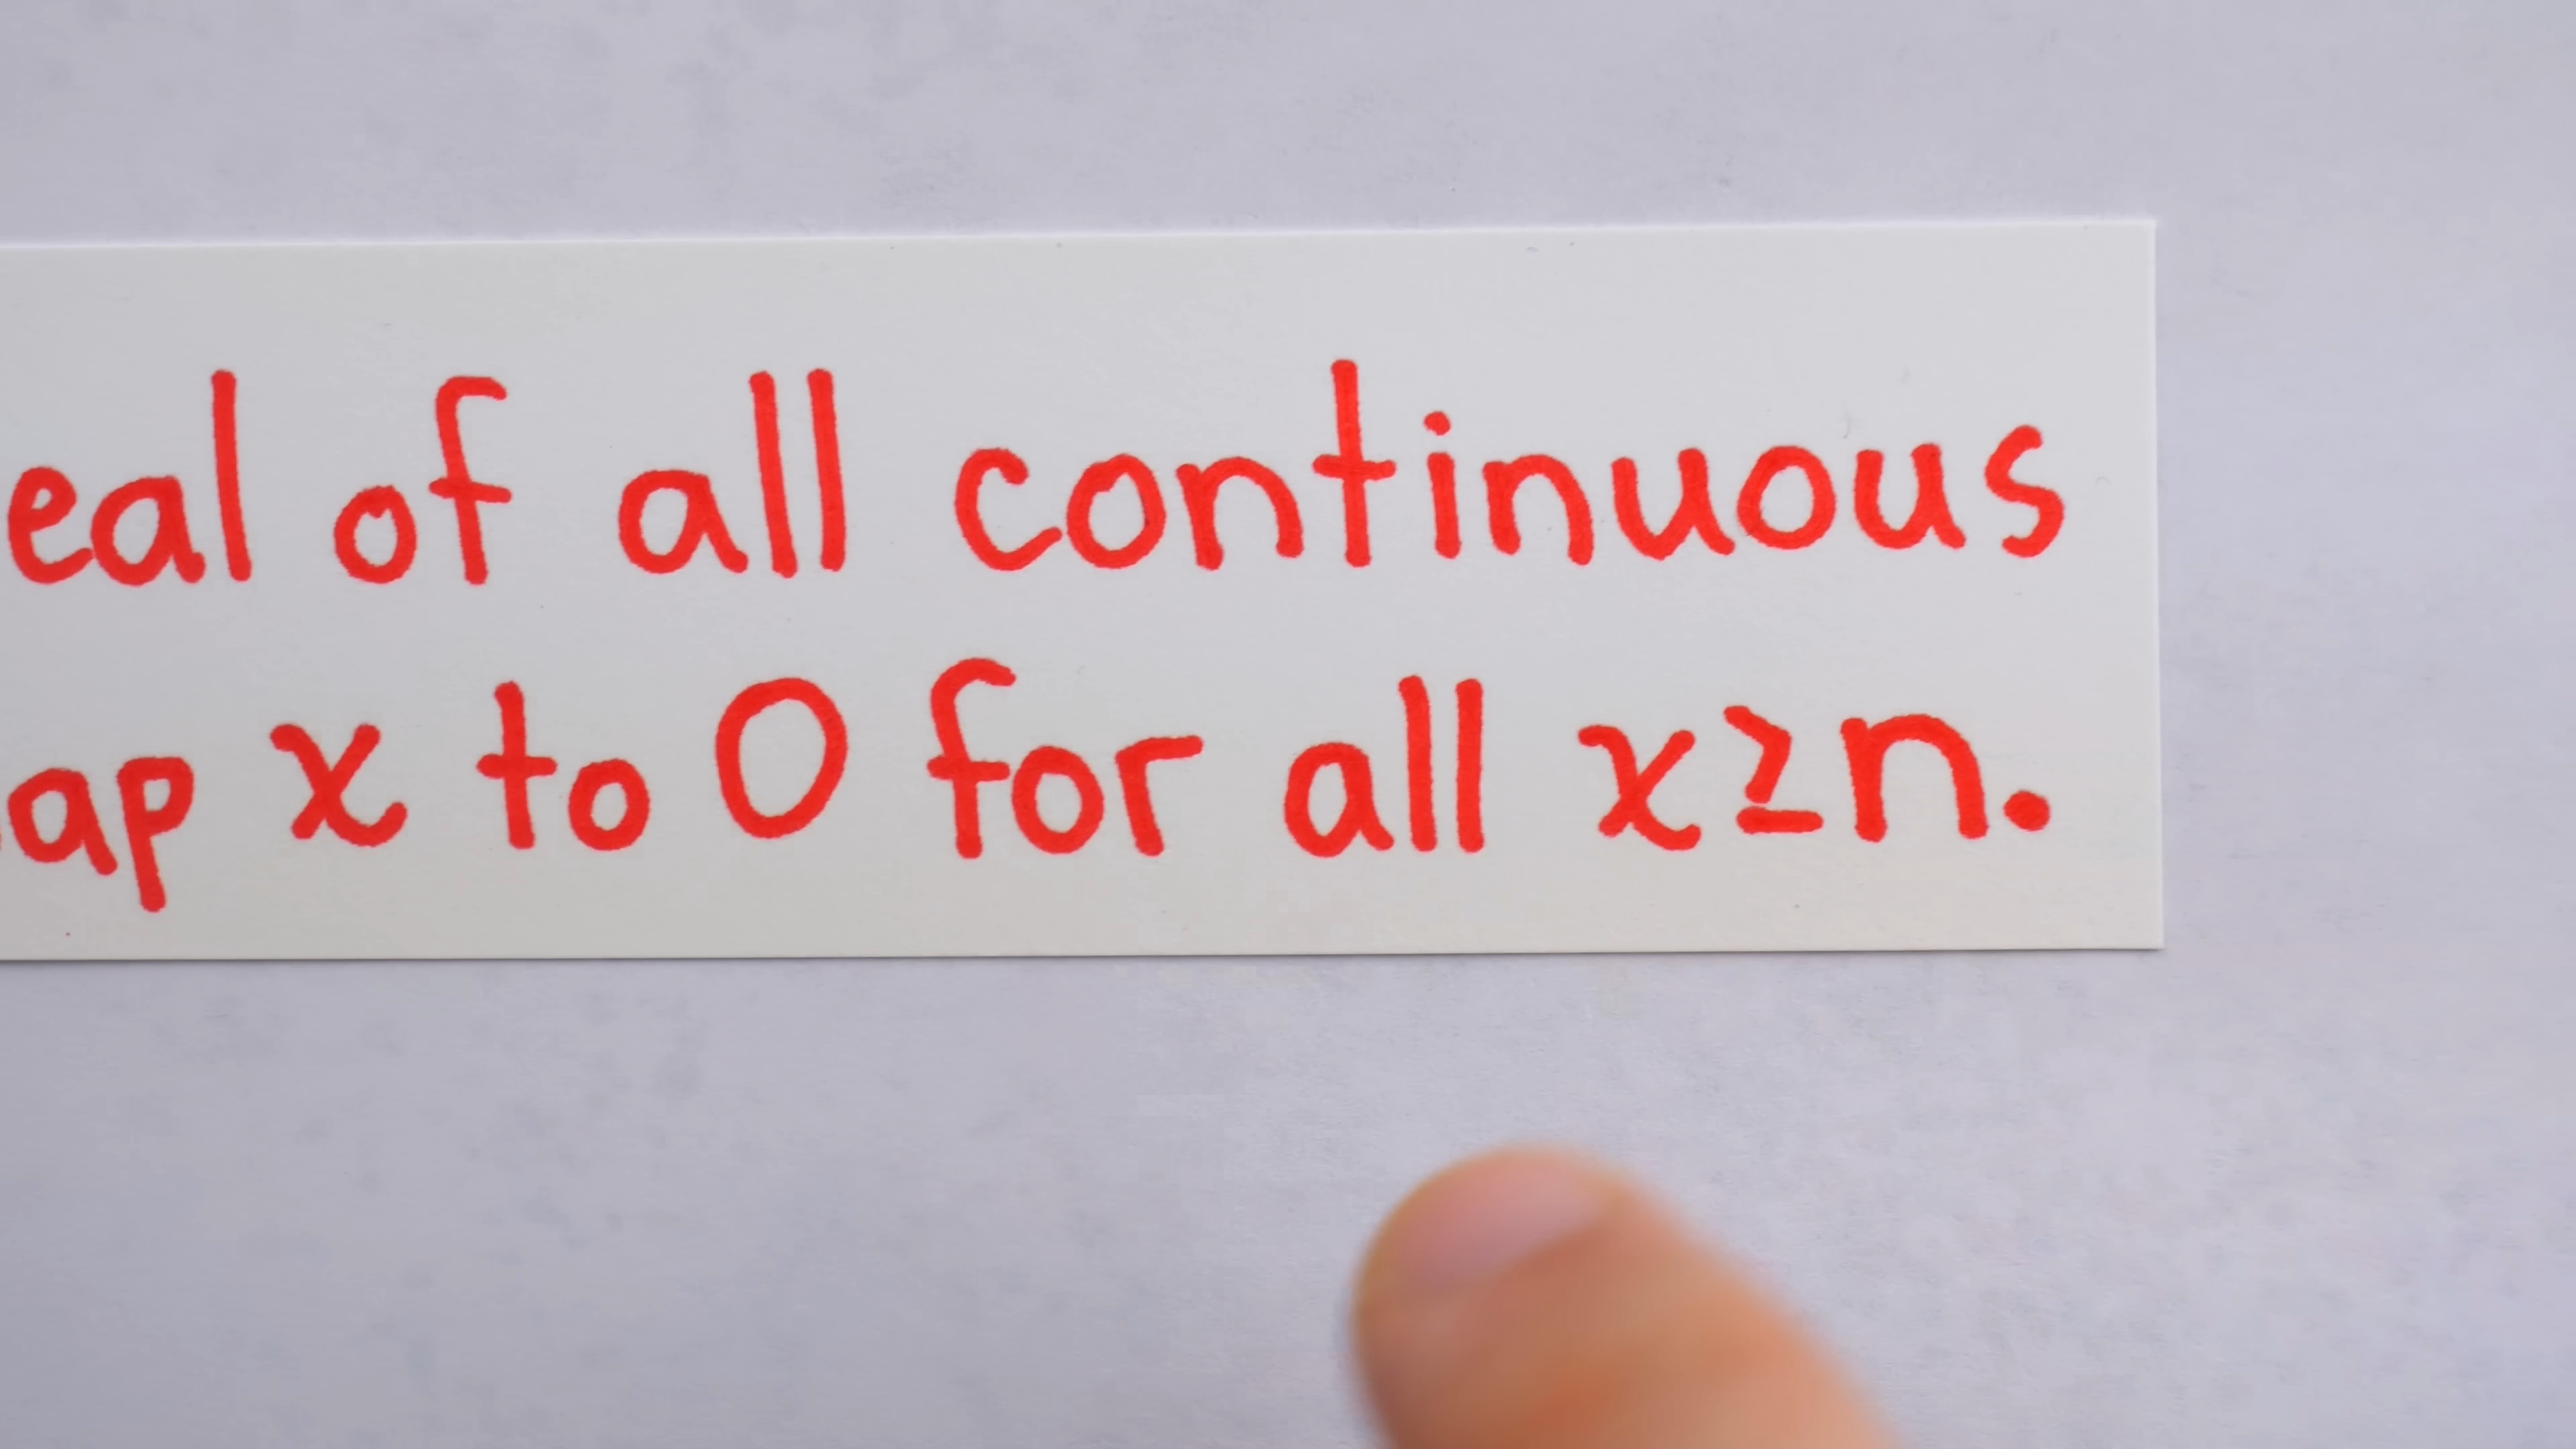 eal of all continuous
ap x to 0 for all x≥n.